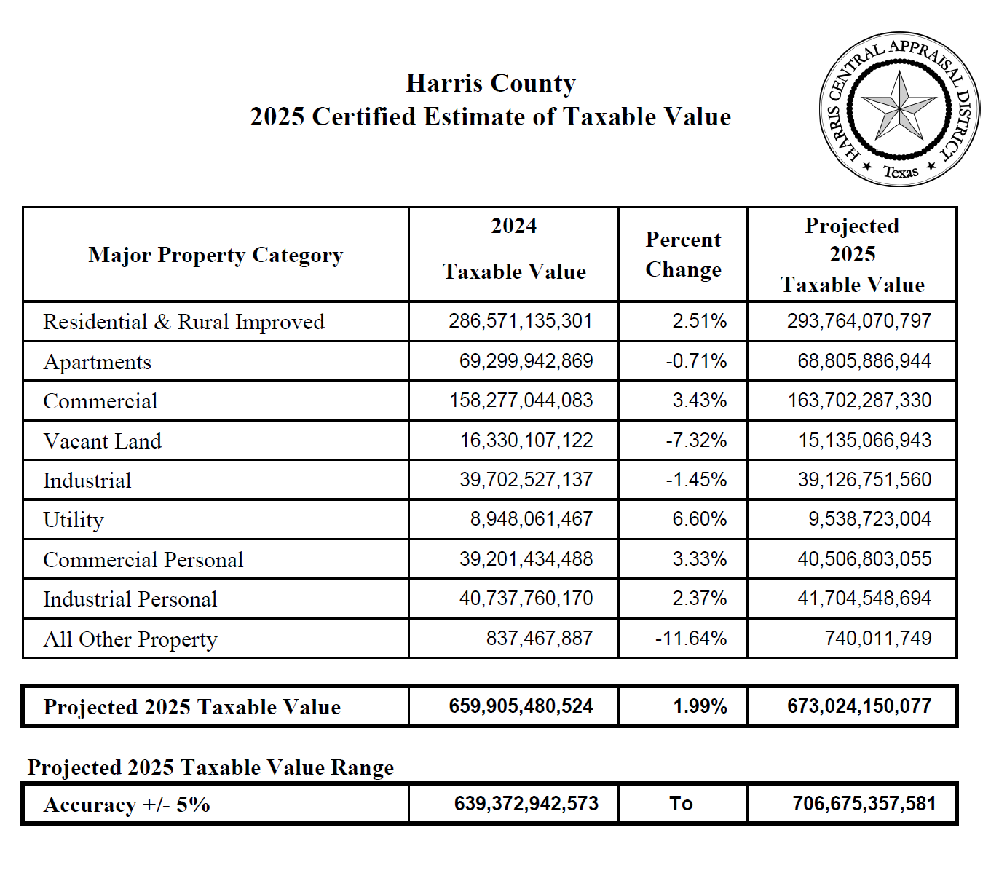 HARRIS CENTRAL APPRAISAL DISTRICT
Texas
Harris County
2025 Certified Estimate of Taxable Value
Major Property Category
2024
Taxable Value
Percent
Change
Projected
2025
Taxable Value
Residential & Rural Improved 286,571,135,301 2.51% 293,764,070,797
Apartments 69,299,942,869 -0.71% 68,805,886,944
Commercial 158,277,044,083 3.43% 163,702,287,330
Vacant Land 16,330,107,122 -7.32% 15,135,066,943
Industrial 39,702,527,137 -1.45% 39,126,751,560
Utility 8,948,061,467 6.60% 9,538,723,004
Commercial Personal 39,201,434,488 3.33% 40,506,803,055
Industrial Personal 40,737,760,170 2.37% 41,704,548,694
All Other Property 837,467,887 -11.64% 740,011,749
Projected 2025 Taxable Value 659,905,480,524 1.99% 673,024,150,077
Projected 2025 Taxable Value Range
Accuracy +/- 5% 639,372,942,573 To 706,675,357,581